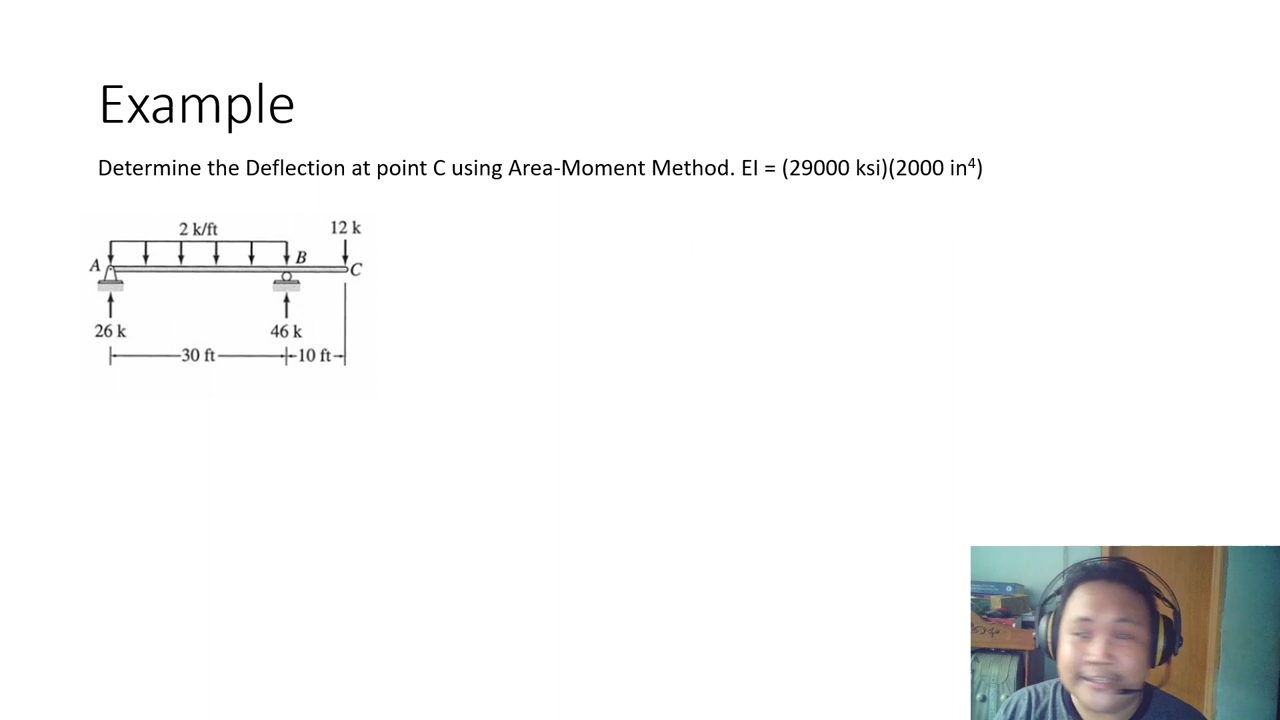 Example
Determine the Deflection at point C using Area-Moment Method. EI = (29000 ksi)(2000 in⁴)
2 k/ft
12 k
A
B
C
26 k
46 k
30 ft
10 ft